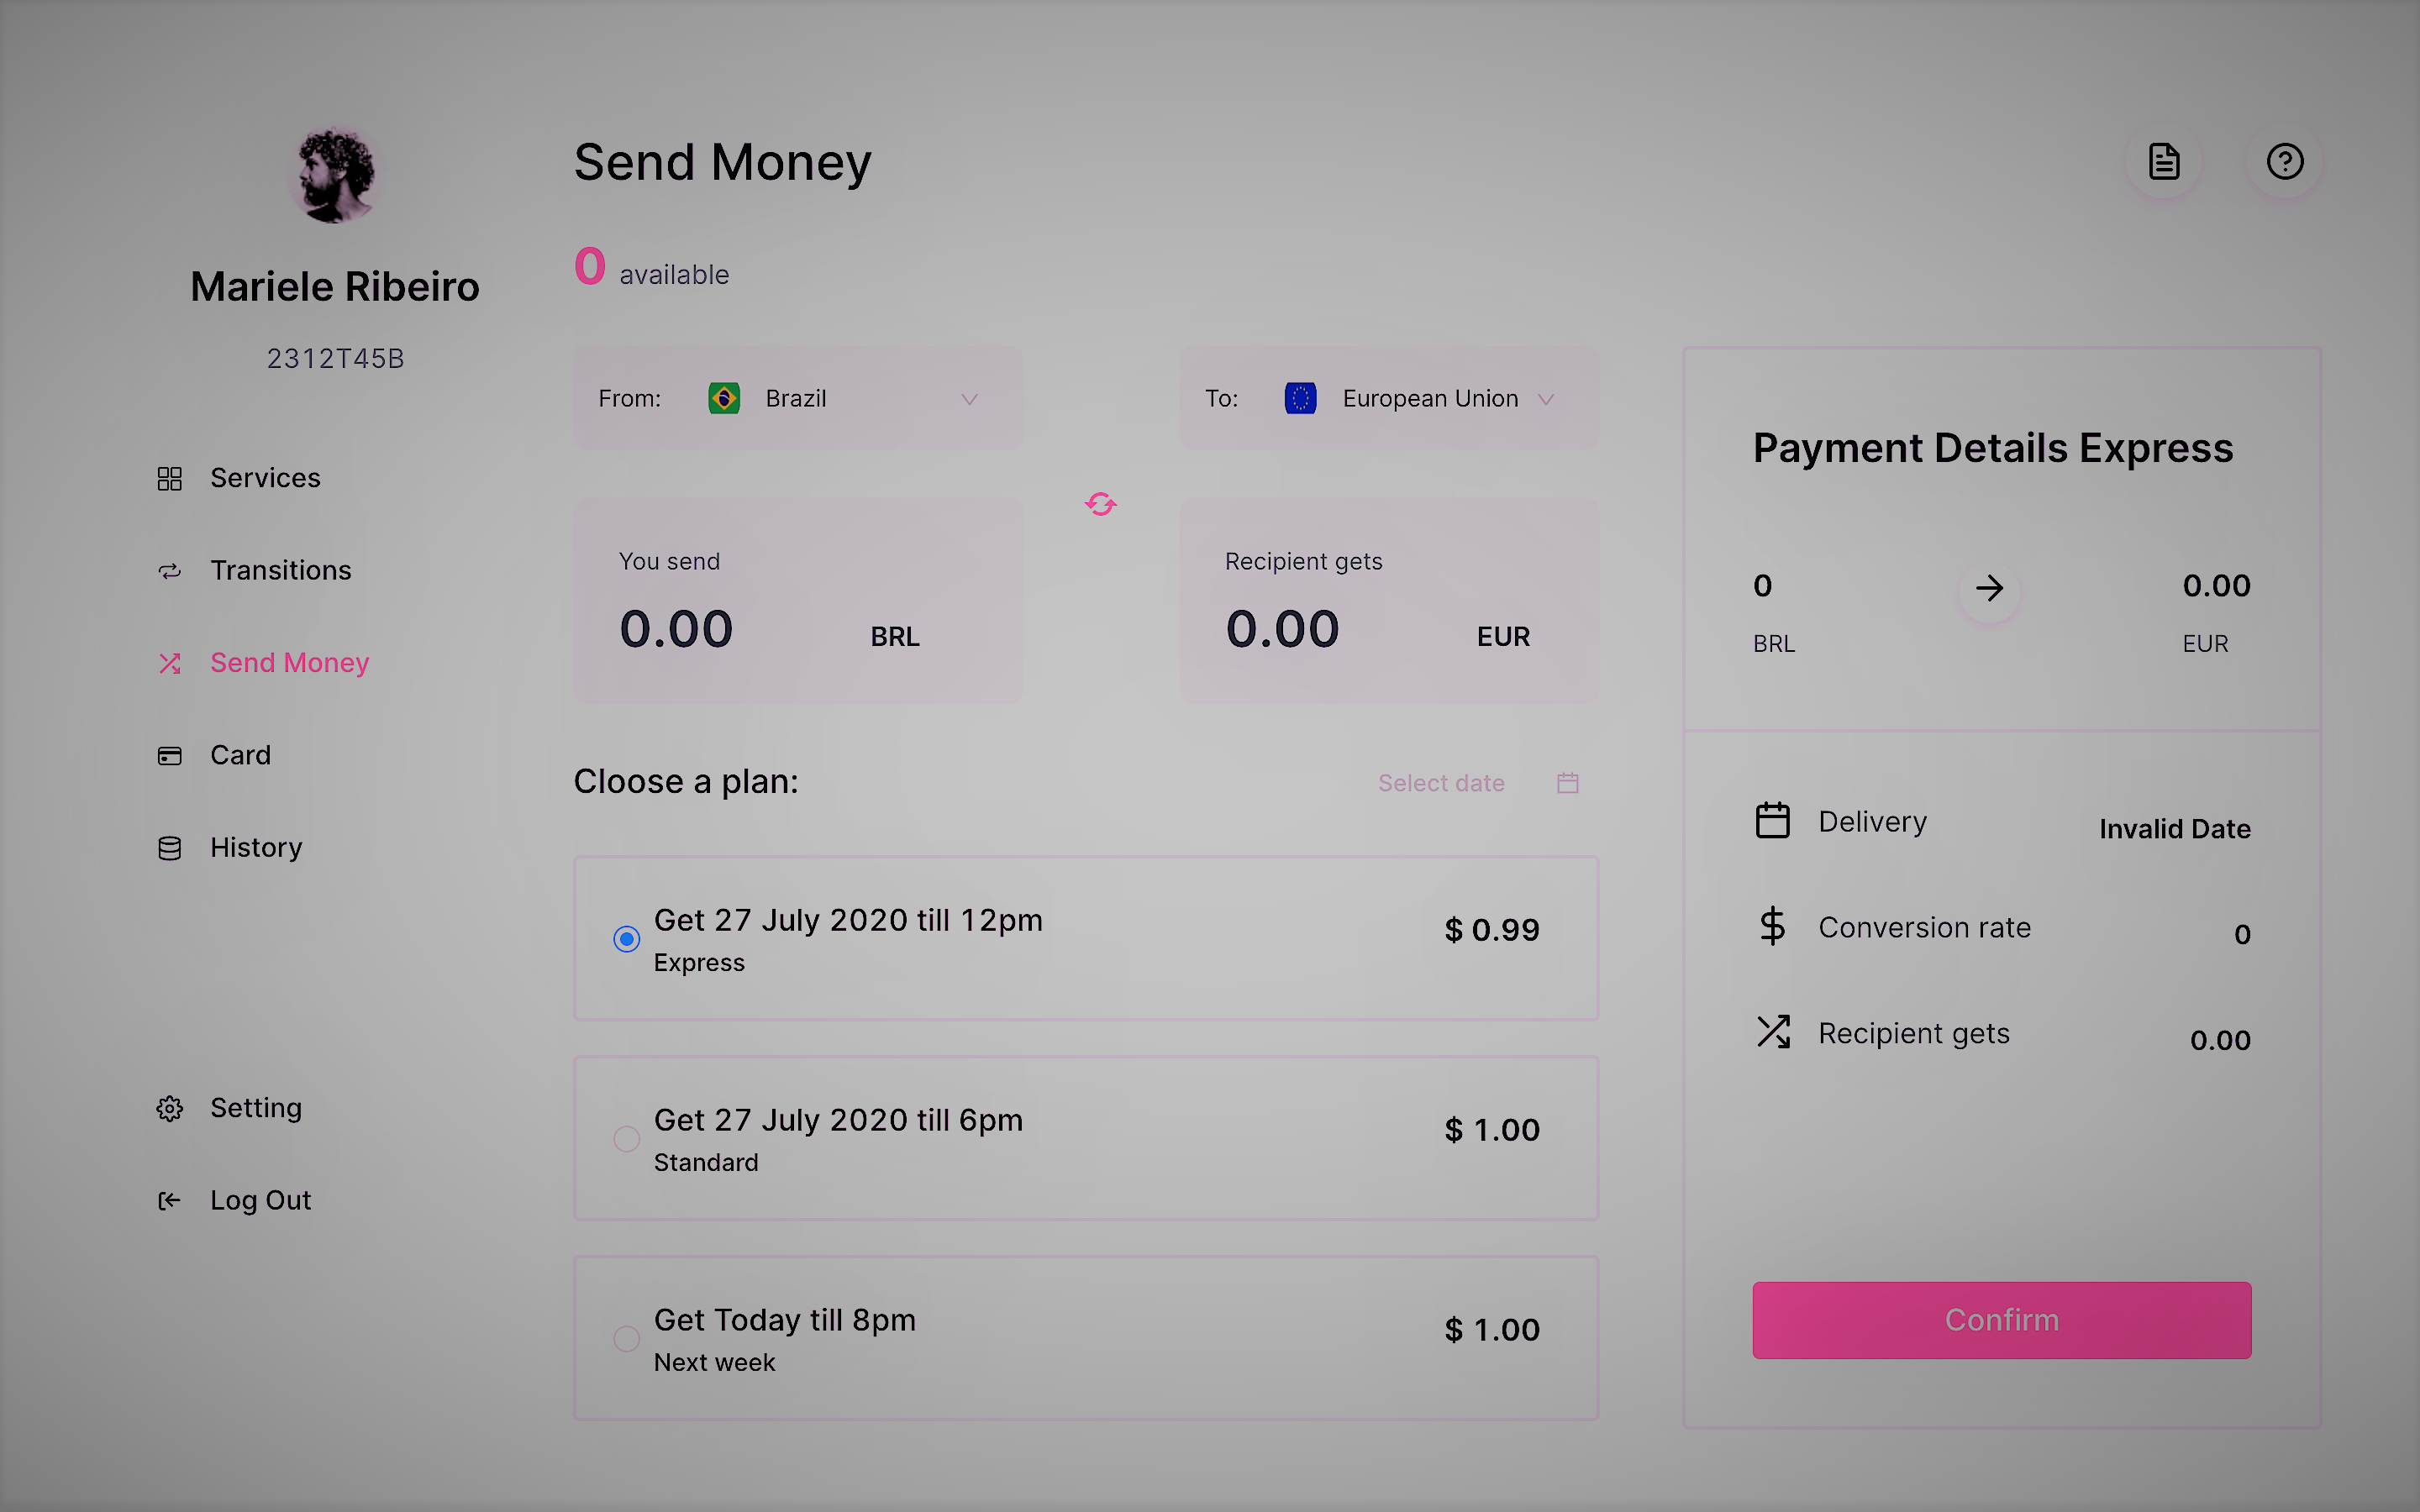 Mariele Ribeiro
2312T45B
Services
Transitions
Send Money
Card
History
Setting
Log Out
Send Money
0 available
From: Brazil
To: European Union
You send
0.00 BRL
Recipient gets
0.00 EUR
Cloose a plan:
Select date
Get 27 July 2020 till 12pm
Express
$ 0.99
Get 27 July 2020 till 6pm
Standard
$ 1.00
Get Today till 8pm
Next week
$ 1.00
Payment Details Express
0 0.00
BRL EUR
Delivery Invalid Date
Conversion rate 0
Recipient gets 0.00
Confirm